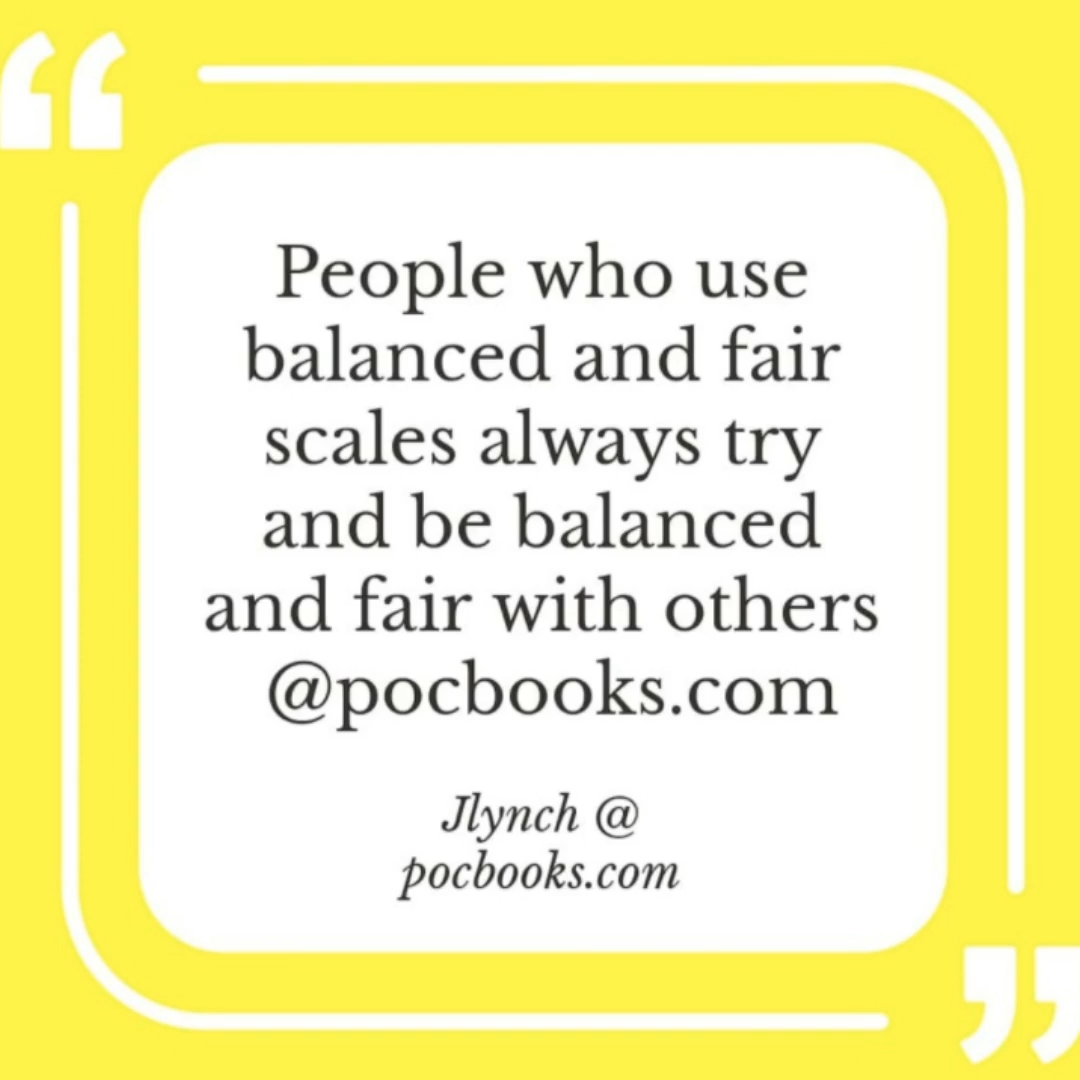 “
People who use
balanced and fair
scales always try
and be balanced
and fair with others
@pocbooks.com
Jlynch @
pocbooks.com
”